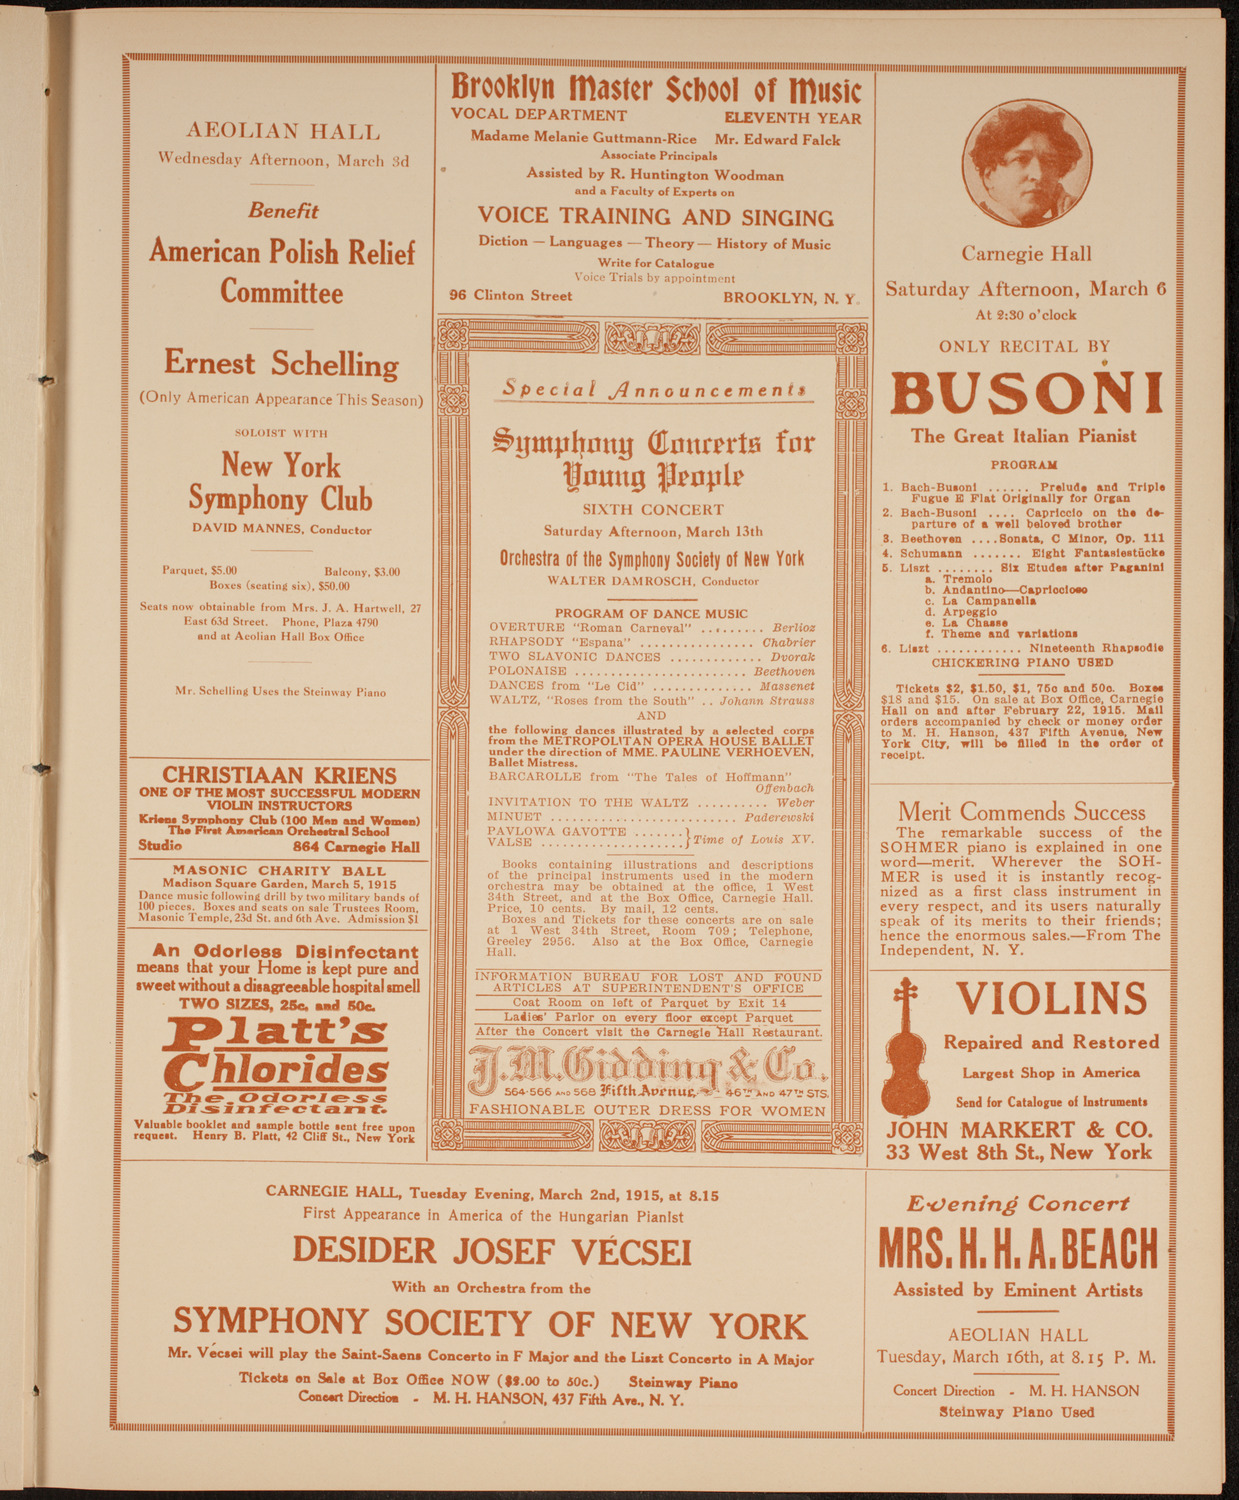 AEOLIAN HALL
Wednesday Afternoon, March 3d
Benefit
American Polish Relief
Committee
Ernest Schelling
(Only American Appearance This Season)
SOLOIST WITH
New York
Symphony Club
DAVID MANNES, Conductor
Parquet, $5.00 Balcony, $3.00
Boxes (seating six), $50.00
Seats now obtainable from Mrs. J. A. Hartwell, 27
East 63d Street. Phone, Plaza 4790
and at Aeolian Hall Box Office
Mr. Schelling Uses the Steinway Piano
CHRISTIAAN KRIENS
ONE OF THE MOST SUCCESSFUL MODERN
VIOLIN INSTRUCTORS
Kriens Symphony Club (100 Men and Women)
The First American Orchestral School
Studio 864 Carnegie Hall
MASONIC CHARITY BALL
Madison Square Garden, March 5, 1915
Dance music following drill by two military bands of
100 pieces. Boxes and seats on sale Trustees Room,
Masonic Temple, 23d St. and 6th Ave. Admission $1
An Odorless Disinfectant
means that your Home is kept pure and
sweet without a disagreeable hospital smell
TWO SIZES, 25c. and 50c.
Platt's
Chlorides
The Odorless
Disinfectant.
Valuable booklet and sample bottle sent free upon
request. Henry B. Platt, 42 Cliff St., New York
Brooklyn Master School of Music
VOCAL DEPARTMENT ELEVENTH YEAR
Madame Melanie Guttmann-Rice Mr. Edward Falck
Associate Principals
Assisted by R. Huntington Woodman
and a Faculty of Experts on
VOICE TRAINING AND SINGING
Diction — Languages — Theory — History of Music
Write for Catalogue
Voice Trials by appointment
96 Clinton Street BROOKLYN, N. Y.
Special Announcements
Symphony Concerts for
Young People
SIXTH CONCERT
Saturday Afternoon, March 13th
Orchestra of the Symphony Society of New York
WALTER DAMROSCH, Conductor
PROGRAM OF DANCE MUSIC
OVERTURE "Roman Carneval" ......... Berlioz
RHAPSODY "Espana" ................ Chabrier
TWO SLAVONIC DANCES ............. Dvorak
POLONAISE ........................ Beethoven
DANCES from "Le Cid" .............. Massenet
WALTZ, "Roses from the South" .. Johann Strauss
AND
the following dances illustrated by a selected corps
from the METROPOLITAN OPERA HOUSE BALLET
under the direction of MME. PAULINE VERHOEVEN,
Ballet Mistress.
BARCAROLLE from "The Tales of Hoffmann"
Offenbach
INVITATION TO THE WALTZ .......... Weber
MINUET .......................... Paderewski
PAVLOWA GAVOTTE .......
VALSE .................... } Time of Louis XV.
Books containing illustrations and descriptions
of the principal instruments used in the modern
orchestra may be obtained at the office, 1 West
34th Street, and at the Box Office, Carnegie Hall.
Price, 10 cents. By mail, 12 cents.
Boxes and Tickets for these concerts are on sale
at 1 West 34th Street, Room 709; Telephone,
Greeley 2956. Also at the Box Office, Carnegie
Hall.
INFORMATION BUREAU FOR LOST AND FOUND
ARTICLES AT SUPERINTENDENT'S OFFICE
Coat Room on left of Parquet by Exit 14
Ladies' Parlor on every floor except Parquet
After the Concert visit the Carnegie Hall Restaurant.
J.M. Gidding & Co.
564-566 AND 568 Fifth Avenue, 46TH AND 47TH STS.
FASHIONABLE OUTER DRESS FOR WOMEN
Carnegie Hall
Saturday Afternoon, March 6
At 2:30 o'clock
ONLY RECITAL BY
BUSONI
The Great Italian Pianist
PROGRAM
1. Bach-Busoni ...... Prelude and Triple
Fugue E Flat Originally for Organ
2. Bach-Busoni .... Capriccio on the de-
parture of a well beloved brother
3. Beethoven ....Sonata, C Minor, Op. 111
4. Schumann ....... Eight Fantasiestücke
5. Liszt ........ Six Etudes after Paganini
a. Tremolo
b. Andantino—Capriccioso
c. La Campanella
d. Arpeggio
e. La Chasse
f. Theme and variations
6. Liszt ............ Nineteenth Rhapsodie
CHICKERING PIANO USED
Tickets $2, $1.50, $1, 75c and 50c. Boxes
$18 and $15. On sale at Box Office, Carnegie
Hall on and after February 22, 1915. Mail
orders accompanied by check or money order
to M. H. Hanson, 437 Fifth Avenue, New
York City, will be filled in the order of
receipt.
Merit Commends Success
The remarkable success of the
SOHMER piano is explained in one
word—merit. Wherever the SOH-
MER is used it is instantly recog-
nized as a first class instrument in
every respect, and its users naturally
speak of its merits to their friends;
hence the enormous sales.—From The
Independent, N. Y.
VIOLINS
Repaired and Restored
Largest Shop in America
Send for Catalogue of Instruments
JOHN MARKERT & CO.
33 West 8th St., New York
CARNEGIE HALL, Tuesday Evening, March 2nd, 1915, at 8.15
First Appearance in America of the Hungarian Pianist
DESIDER JOSEF VÉCSEI
With an Orchestra from the
SYMPHONY SOCIETY OF NEW YORK
Mr. Vécsei will play the Saint-Saens Concerto in F Major and the Liszt Concerto in A Major
Tickets on Sale at Box Office NOW ($2.00 to 50c.) Steinway Piano
Concert Direction - M. H. HANSON, 437 Fifth Ave., N. Y.
Evening Concert
MRS. H. H. A. BEACH
Assisted by Eminent Artists
AEOLIAN HALL
Tuesday, March 16th, at 8.15 P. M.
Concert Direction - M. H. HANSON
Steinway Piano Used